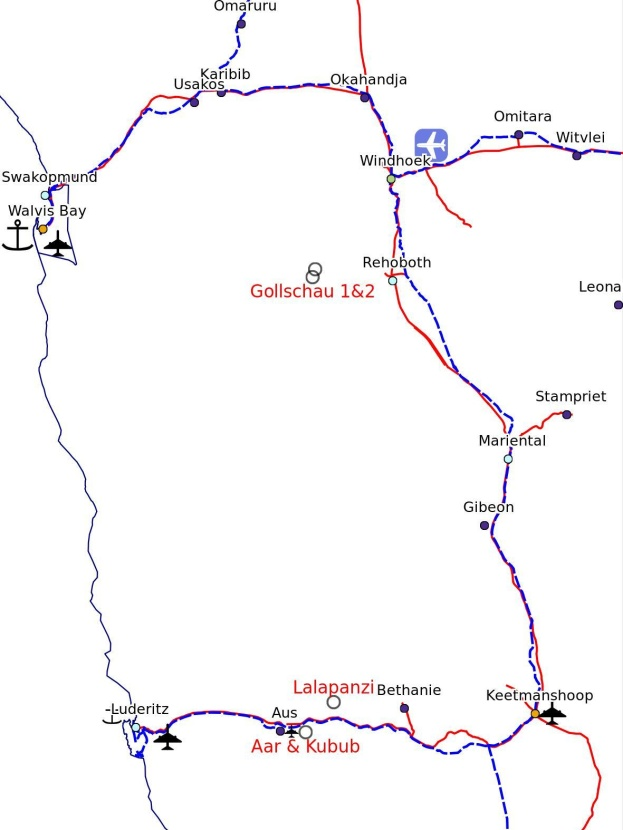 Omaruru
Karibib
Usakos
Okahandja
Omitara
Witvlei
Windhoek
Swakopmund
Walvis Bay
Rehoboth
Gollschau 1&2
Leona
Stampriet
Mariental
Gibeon
Lalapanzi
Bethanie
Keetmanshoop
Luderitz
Aus
Aar & Kubub